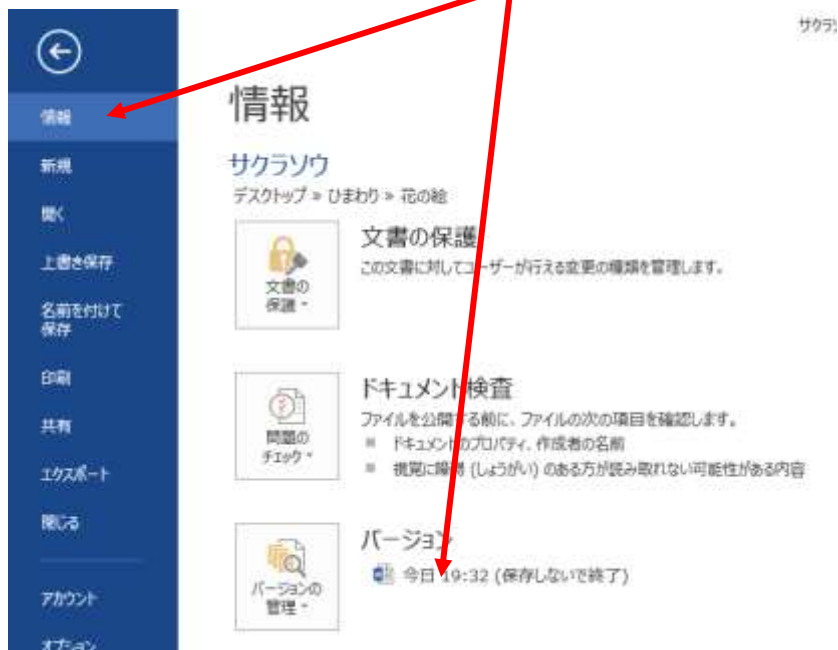 サクラソ
情報
情報
新規
開く
上書き保存
名前を付けて
保存
印刷
共有
エクスポート
閉じる
アカウント
オプション
サクラソウ
デスクトップ » ひまわり » 花の絵
文書の
保護
文書の保護
この文書に対してユーザーが行える変更の種類を管理します。
問題の
チェック
ドキュメント検査
ファイルを公開する前に、ファイルの次の項目を確認します。
ドキュメントのプロパティ、作成者の名前
視覚に障碍 (しょうがい) のある方が読み取れない可能性がある内容
バージョンの
管理
バージョン
今日 19:32 (保存しないで終了)